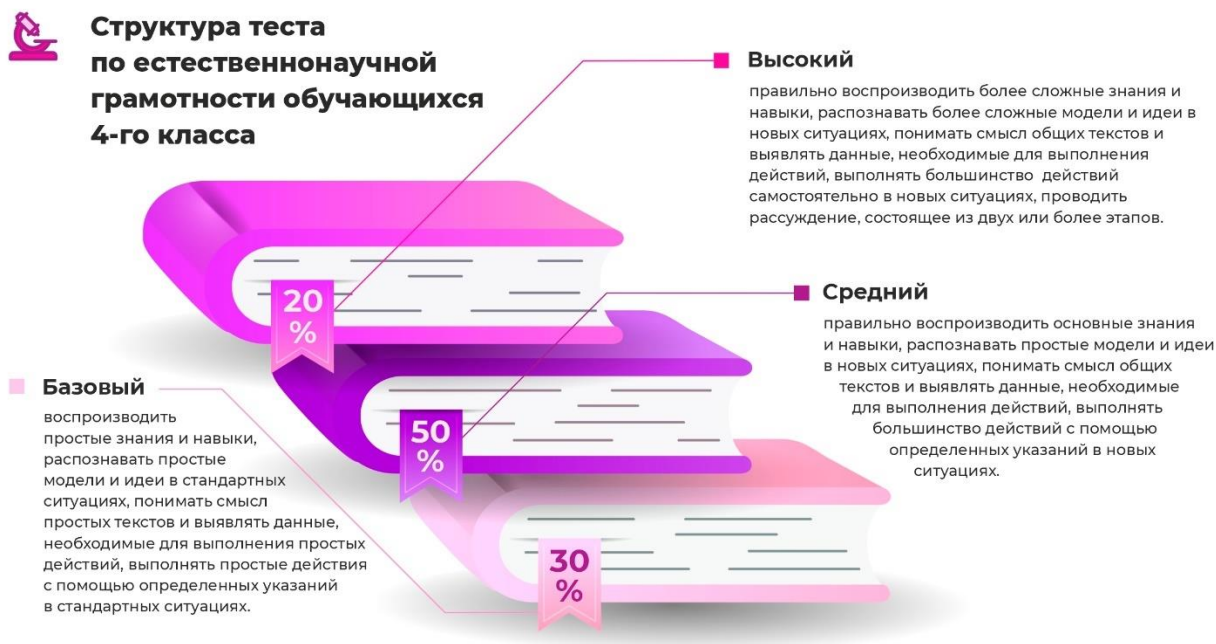 Структура теста
по естественнонаучной
грамотности обучающихся
4-го класса
Высокий
правильно воспроизводить более сложные знания и
навыки, распознавать более сложные модели и идеи в
новых ситуациях, понимать смысл общих текстов и
выявлять данные, необходимые для выполнения
действий, выполнять большинство действий
самостоятельно в новых ситуациях, проводить
рассуждение, состоящее из двух или более этапов.
20
%
Средний
правильно воспроизводить основные знания
и навыки, распознавать простые модели и идеи
в новых ситуациях, понимать смысл общих
текстов и выявлять данные, необходимые
для выполнения действий, выполнять
большинство действий с помощью
определенных указаний в новых
ситуациях.
50
%
Базовый
воспроизводить
простые знания и навыки,
распознавать простые
модели и идеи в стандартных
ситуациях, понимать смысл
простых текстов и выявлять данные,
необходимые для выполнения простых
действий, выполнять простые действия
с помощью определенных указаний
в стандартных ситуациях.
30
%